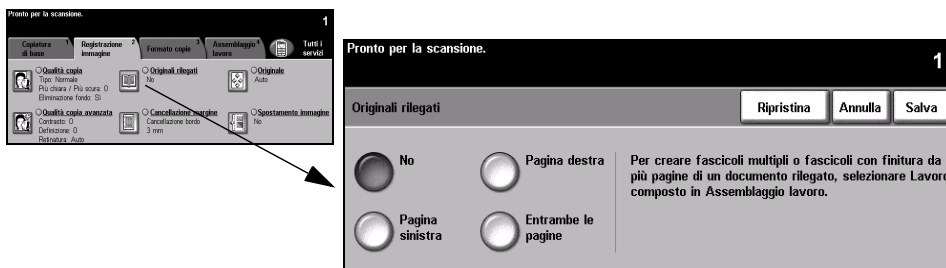 Pronto per la scansione.
1
Copiatura di base 1
Registrazione immagine 2
Formato copie 3
Assemblaggio lavoro 4
Tutti i servizi
Qualità copia
Tipo: Normale
Più chiara / Più scura: 0
Eliminazione fondo: Sì
Originali rilegati
No
Originale
Auto
Qualità copia avanzata
Contrasto: 0
Definizione: 0
Retinatura: Auto
Cancellazione margine
Cancellazione bordo
3 mm
Spostamento immagine
No
Pronto per la scansione.
1
Originali rilegati
Ripristina
Annulla
Salva
No
Pagina destra
Pagina
sinistra
Entrambe le
pagine
Per creare fascicoli multipli o fascicoli con finitura da
più pagine di un documento rilegato, selezionare Lavoro
composto in Assemblaggio lavoro.